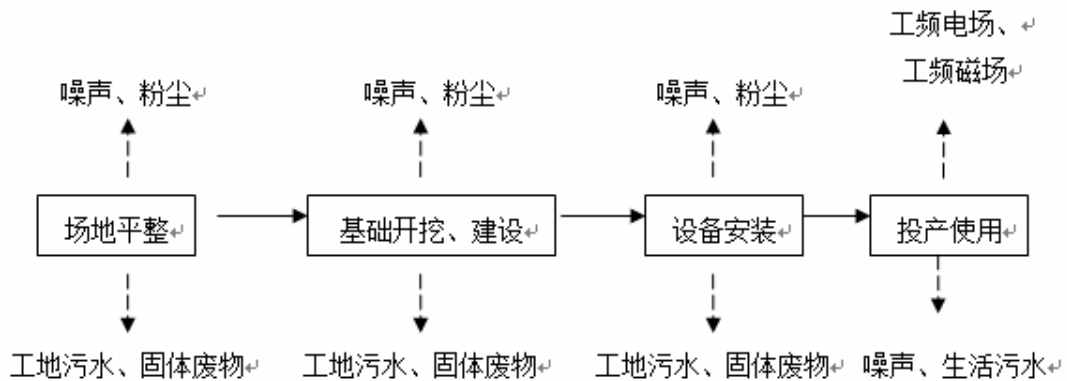 工频电场、
工频磁场
噪声、粉尘
噪声、粉尘
噪声、粉尘
场地平整
基础开挖、建设
设备安装
投产使用
工地污水、固体废物
工地污水、固体废物
工地污水、固体废物
噪声、生活污水